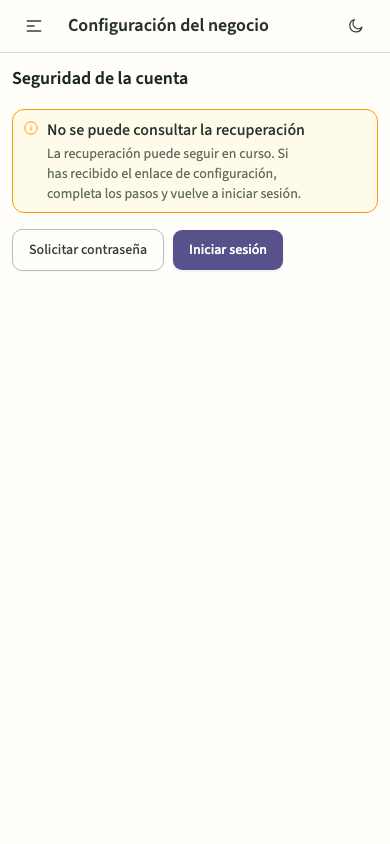 Configuración del negocio
Seguridad de la cuenta
No se puede consultar la recuperación
La recuperación puede seguir en curso. Si
has recibido el enlace de configuración,
completa los pasos y vuelve a iniciar sesión.
Solicitar contraseña
Iniciar sesión